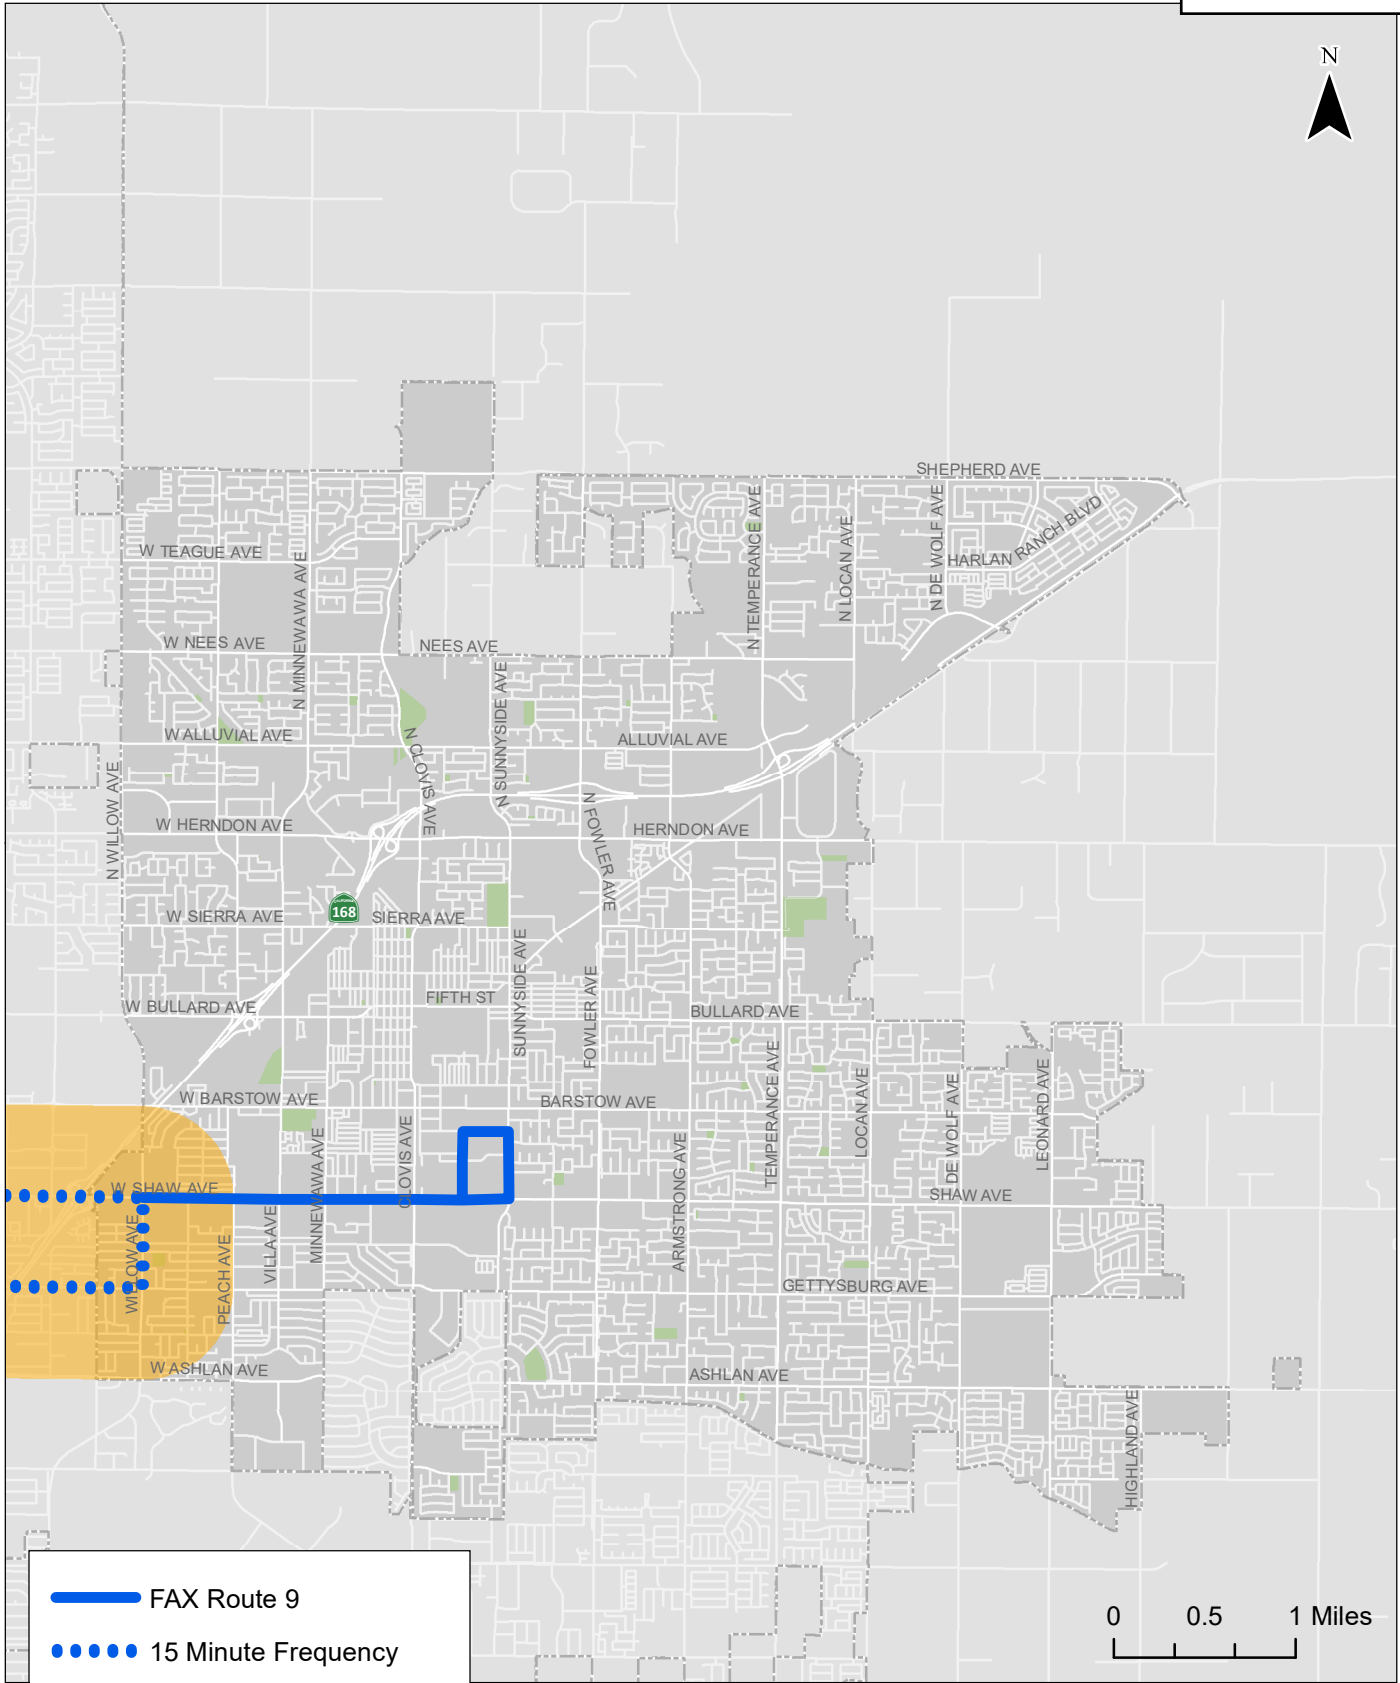 N
SHEPHERD AVE
W TEAGUE AVE
N MINNEWAWA AVE
N TEMPERANCE AVE
N LOCAN AVE
N DE WOLF AVE
HARLAN RANCH BLVD
W NEES AVE
NEES AVE
N SUNNYSIDE AVE
W ALLUVIAL AVE
N CLOVIS AVE
ALLUVIAL AVE
N WILLOW AVE
W HERNDON AVE
N FOWLER AVE
HERNDON AVE
CALIFORNIA
168
W SIERRA AVE
SIERRA AVE
SUNNYSIDE AVE
FOWLER AVE
FIFTH ST
W BULLARD AVE
BULLARD AVE
TEMPERANCE AVE
LOCAN AVE
DE WOLF AVE
LEONARD AVE
W BARSTOW AVE
BARSTOW AVE
MINNEWAWA AVE
CLOVIS AVE
ARMSTRONG AVE
W SHAW AVE
SHAW AVE
WILLOW AVE
PEACH AVE
VILLA AVE
GETTYSBURG AVE
W ASHLAN AVE
ASHLAN AVE
HIGHLAND AVE
FAX Route 9
15 Minute Frequency
0 0.5 1 Miles